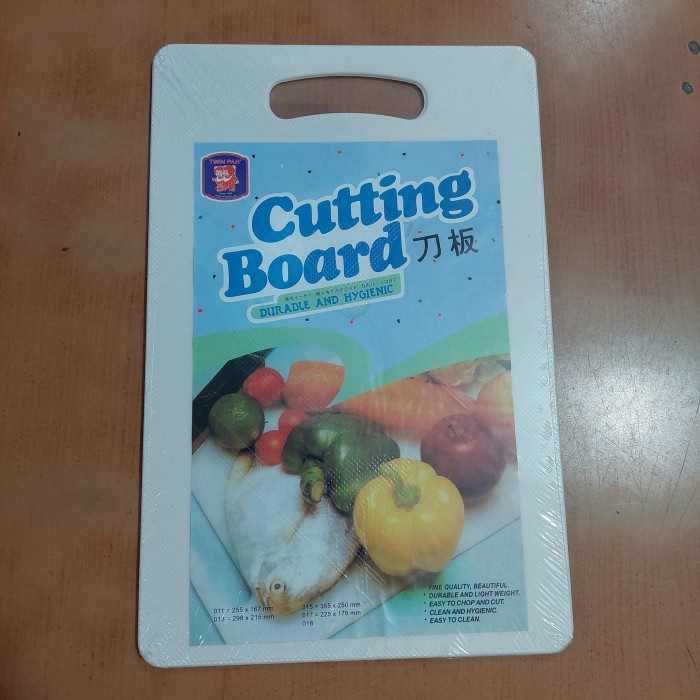 TWIN PAN
Cutting
Board 刀板
DURABLE AND HYGIENIC
011 = 255 x 167 mm
013 = 298 x 215 mm
015 = 355 x 250 mm
017 = 225 x 176 mm
018
* FINE QUALITY, BEAUTIFUL.
* DURABLE AND LIGHT WEIGHT.
* EASY TO CHOP AND CUT.
* CLEAN AND HYGIENIC.
* EASY TO CLEAN.